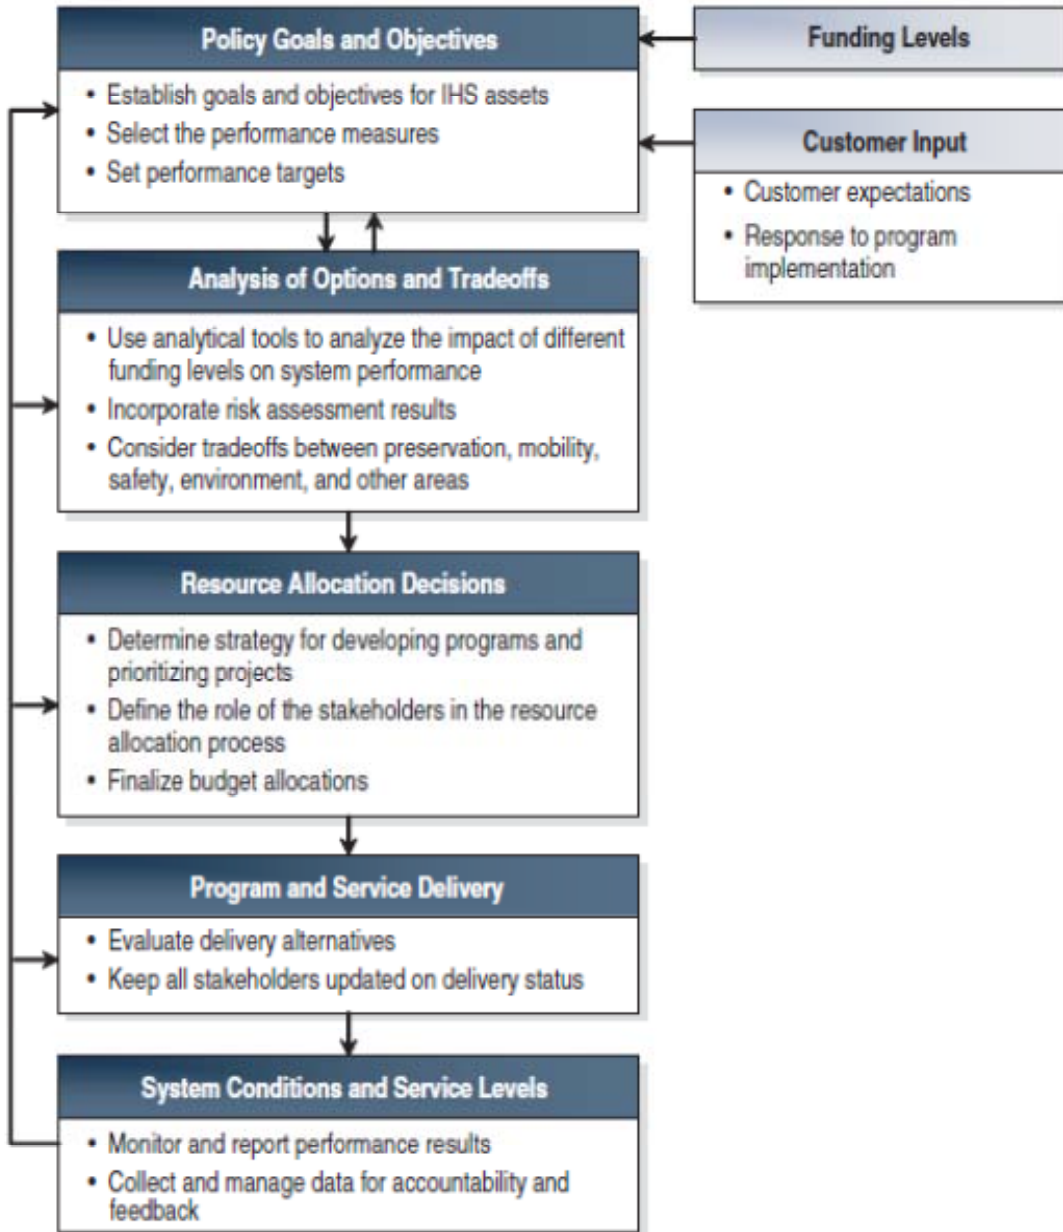 Policy Goals and Objectives
• Establish goals and objectives for IHS assets
• Select the performance measures
• Set performance targets
Funding Levels
Customer Input
• Customer expectations
• Response to program
implementation
Analysis of Options and Tradeoffs
• Use analytical tools to analyze the impact of different
funding levels on system performance
• Incorporate risk assessment results
• Consider tradeoffs between preservation, mobility,
safety, environment, and other areas
Resource Allocation Decisions
• Determine strategy for developing programs and
prioritizing projects
• Define the role of the stakeholders in the resource
allocation process
• Finalize budget allocations
Program and Service Delivery
• Evaluate delivery alternatives
• Keep all stakeholders updated on delivery status
System Conditions and Service Levels
• Monitor and report performance results
• Collect and manage data for accountability and
feedback